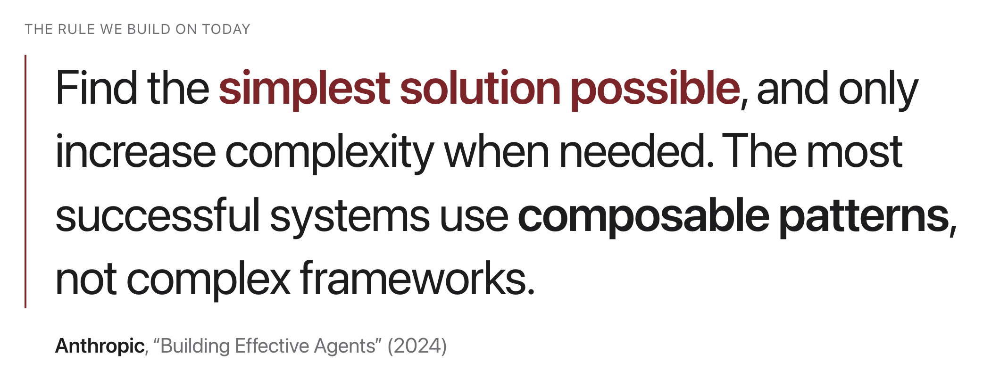 THE RULE WE BUILD ON TODAY
Find the simplest solution possible, and only
increase complexity when needed. The most
successful systems use composable patterns,
not complex frameworks.
Anthropic, “Building Effective Agents” (2024)